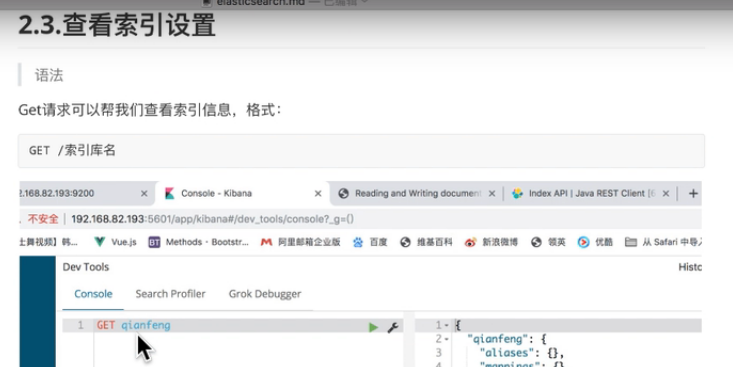 elasticsearch.md — 已编辑
2.3.查看索引设置
语法
Get请求可以帮我们查看索引信息，格式：
GET /索引库名
.168.82.193:9200 × Console - Kibana × Reading and Writing document × Index API | Java REST Client [6 × +
不安全 | 192.168.82.193:5601/app/kibana#/dev_tools/console?_g=()
士舞视频】韩... Vue.js BT Methods · Bootstr... 阿里邮箱企业版 百度 维基百科 新浪微博 领英 优酷 从 Safari 中导入
Dev Tools Histo
Console Search Profiler Grok Debugger
1 GET qianfeng 1 {
2 "qianfeng": {
3 "aliases": {},
4 "mappings": {}